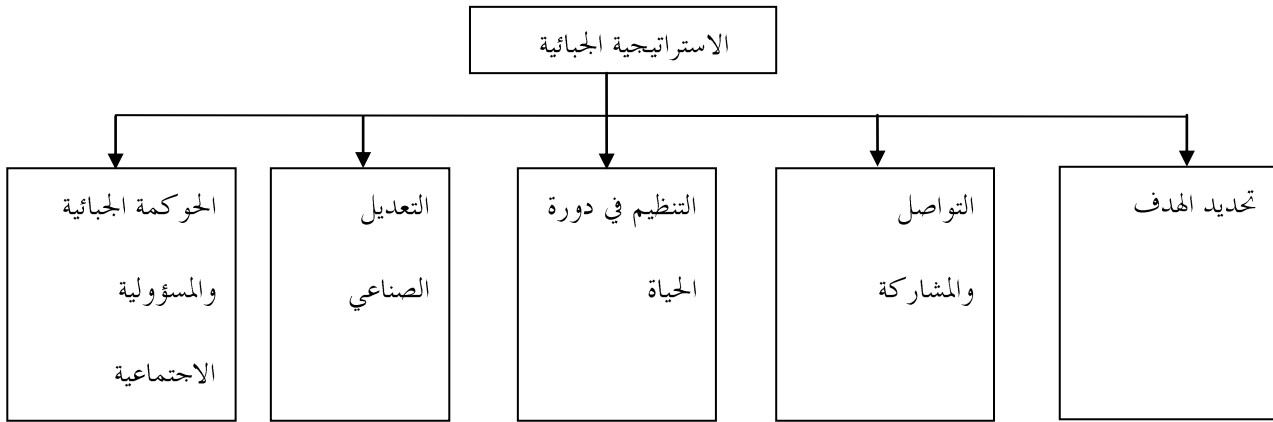 الاستراتيجية الجبائية
تحديد الهدف
التواصل
والمشاركة
التنظيم في دورة
الحياة
التعديل
الصناعي
الحوكمة الجبائية
والمسؤولية
الاجتماعية